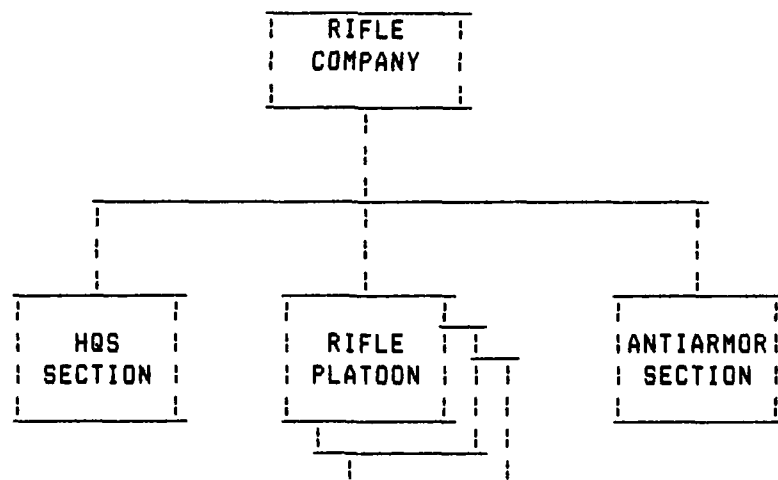 RIFLE
COMPANY
HQS
SECTION
RIFLE
PLATOON
ANTIARMOR
SECTION